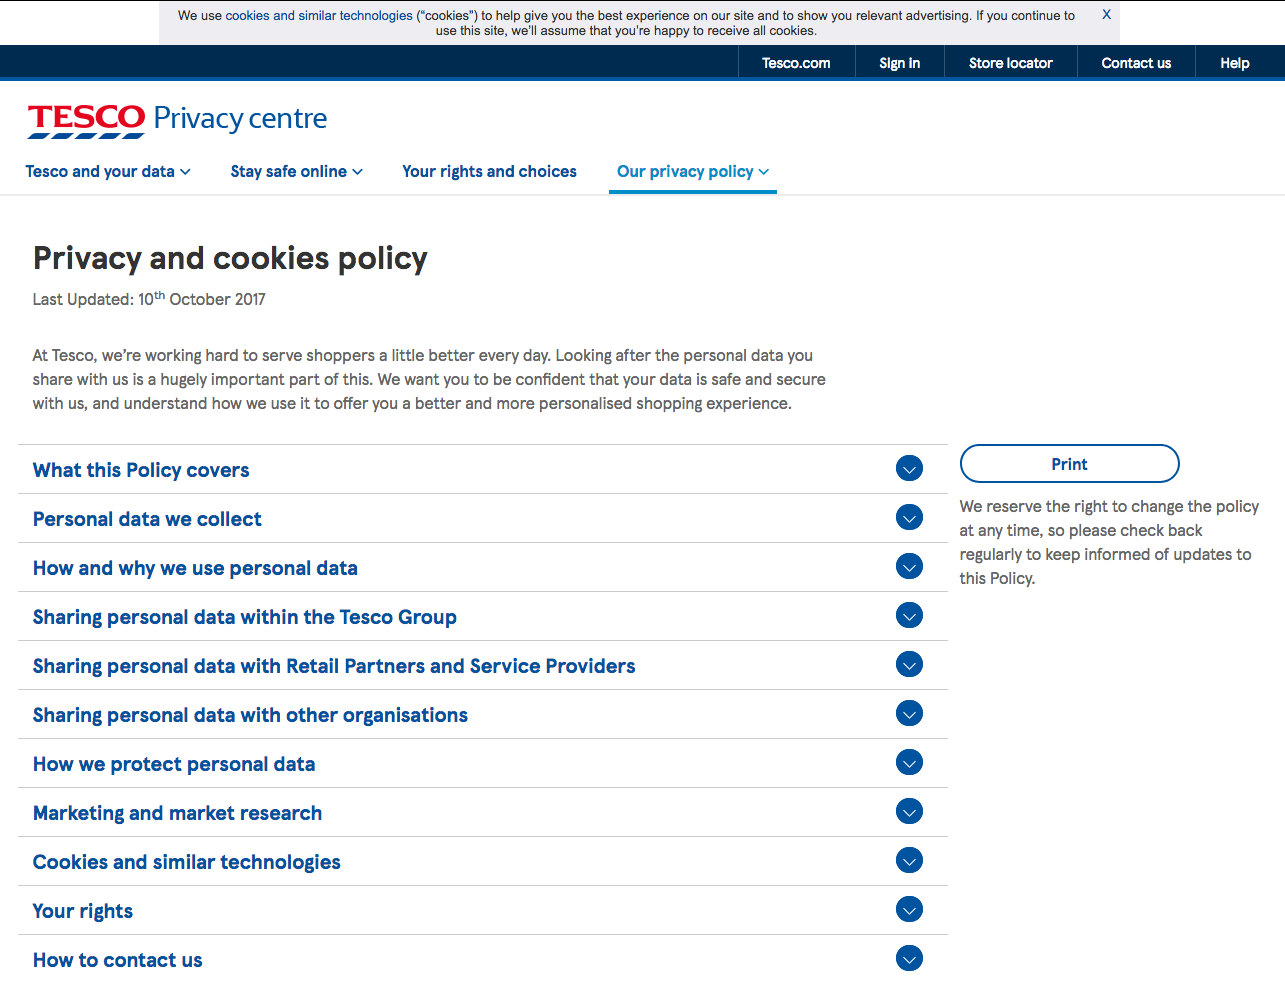 We use cookies and similar technologies (“cookies”) to help give you the best experience on our site and to show you relevant advertising. If you continue to
use this site, we'll assume that you're happy to receive all cookies.
X
Tesco.com
Sign in
Store locator
Contact us
Help
TESCO Privacy centre
Tesco and your data
Stay safe online
Your rights and choices
Our privacy policy
Privacy and cookies policy
Last Updated: 10th October 2017
At Tesco, we’re working hard to serve shoppers a little better every day. Looking after the personal data you
share with us is a hugely important part of this. We want you to be confident that your data is safe and secure
with us, and understand how we use it to offer you a better and more personalised shopping experience.
What this Policy covers
Personal data we collect
How and why we use personal data
Sharing personal data within the Tesco Group
Sharing personal data with Retail Partners and Service Providers
Sharing personal data with other organisations
How we protect personal data
Marketing and market research
Cookies and similar technologies
Your rights
How to contact us
Print
We reserve the right to change the policy
at any time, so please check back
regularly to keep informed of updates to
this Policy.